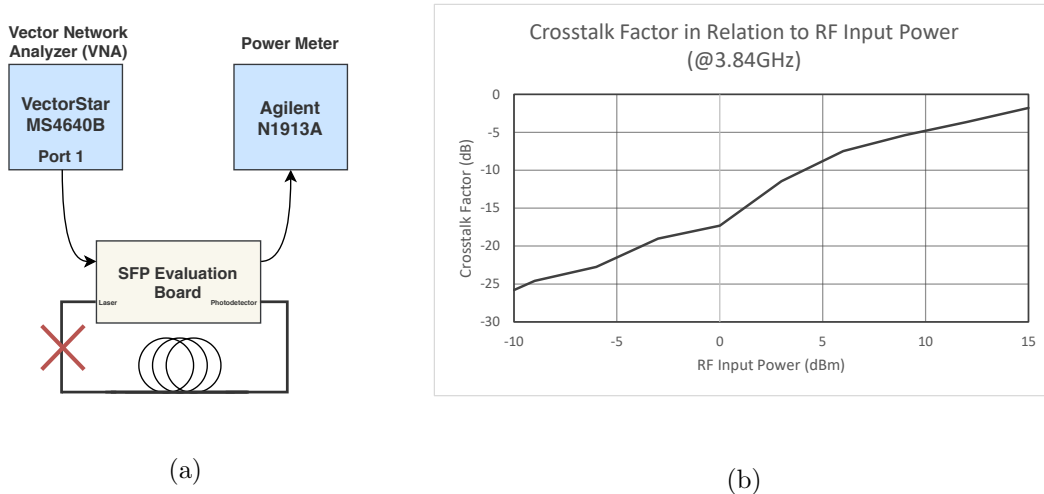 Vector Network
Analyzer (VNA)
Power Meter
VectorStar
MS4640B
Port 1
Agilent
N1913A
SFP Evaluation
Board
Laser
Photodetector
(a)
Crosstalk Factor in Relation to RF Input Power
(@3.84GHz)
Crosstalk Factor (dB)
0
-5
-10
-15
-20
-25
-30
-10
-5
0
5
10
15
RF Input Power (dBm)
(b)